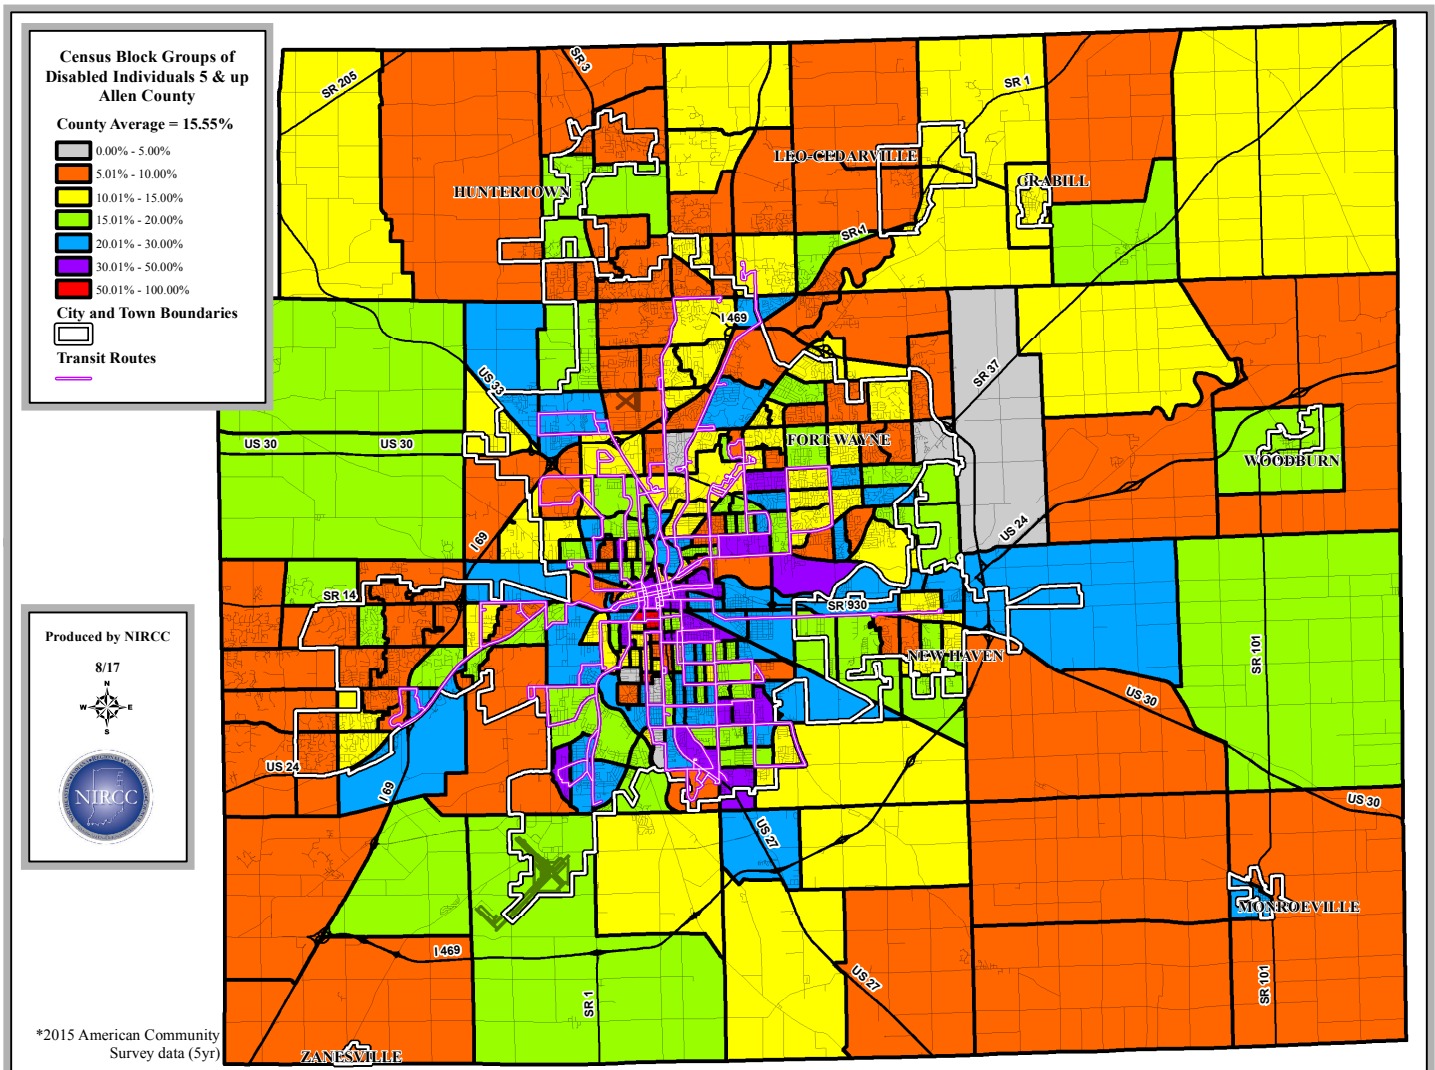 Census Block Groups of
Disabled Individuals 5 & up
Allen County
County Average = 15.55%
0.00% - 5.00%
5.01% - 10.00%
10.01% - 15.00%
15.01% - 20.00%
20.01% - 30.00%
30.01% - 50.00%
50.01% - 100.00%
City and Town Boundaries
Transit Routes
SR 205
SR 3
SR 1
LEO-CEDARVILLE
GRABILL
HUNTERTOWN
SR 1
I 469
US 33
SR 37
US 30
US 30
FORT WAYNE
WOODBURN
I 69
US 24
SR 14
SR 930
NEW HAVEN
SR 101
US 30
US 24
I 69
US 30
US 27
MONROEVILLE
I 469
US 27
SR 1
SR 101
ZANESVILLE
Produced by NIRCC
8/17
N
W
E
S
NIRCC
*2015 American Community
Survey data (5yr)